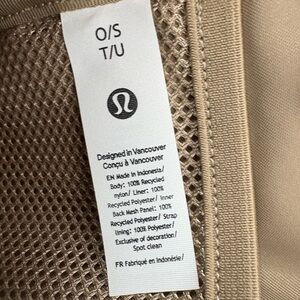 O/S
T/U
Designed in Vancouver
Conçu à Vancouver
EN Made in Indonesia/
Body: 100% Recycled
nylon/ Liner: 100%
Recycled Polyester/ Inner
Back Mesh Panel: 100%
Recycled Polyester/ Strap
lining: 100% Polyester/
Exclusive of decoration/
Spot clean
FR Fabriqué en Indonésie/